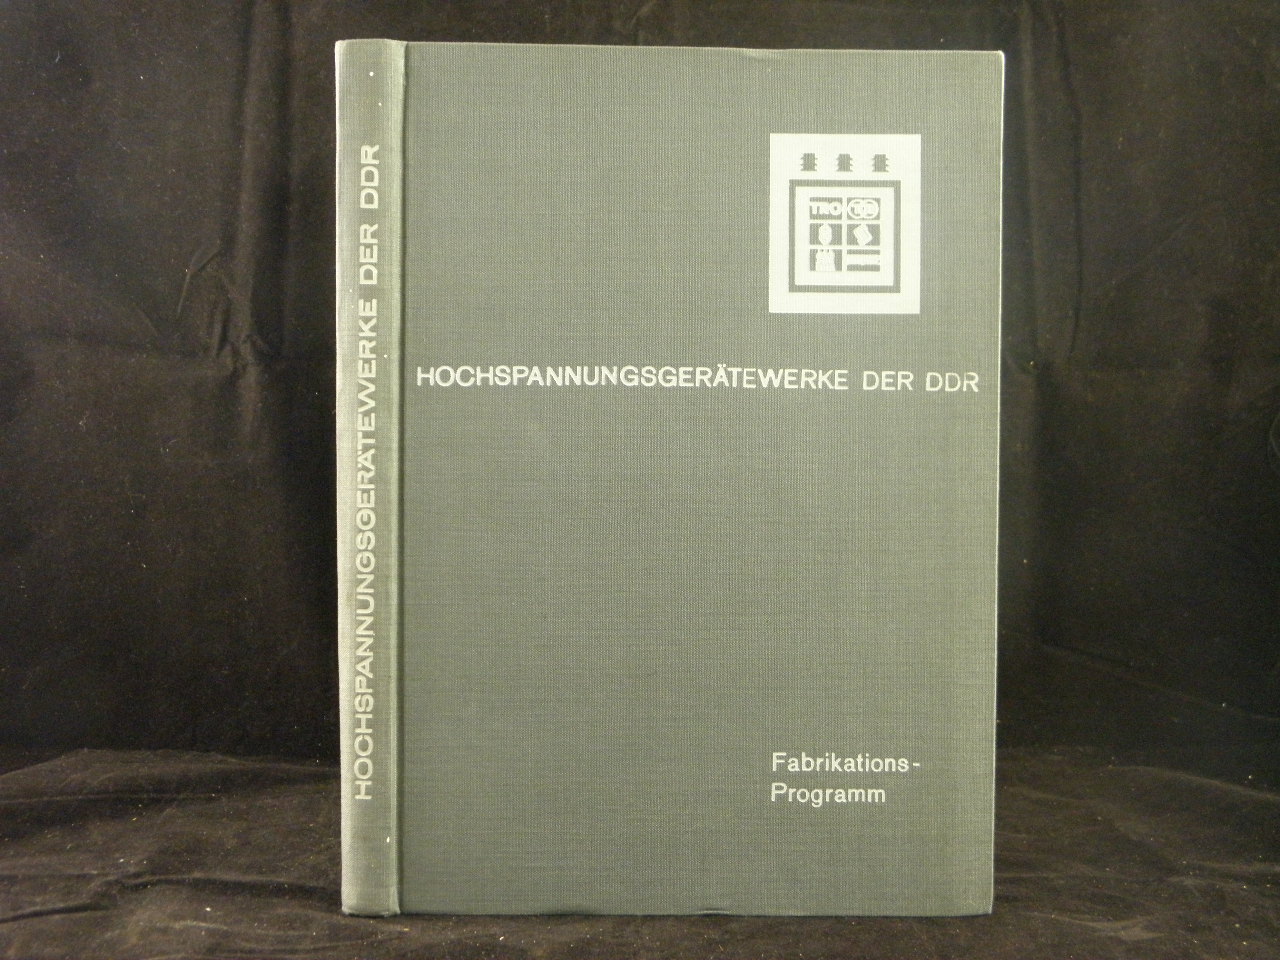 HOCHSPANNUNGSGERÄTEWERKE DER DDR
TRO
HOCHSPANNUNGSGERÄTEWERKE DER DDR
Fabrikations-
Programm